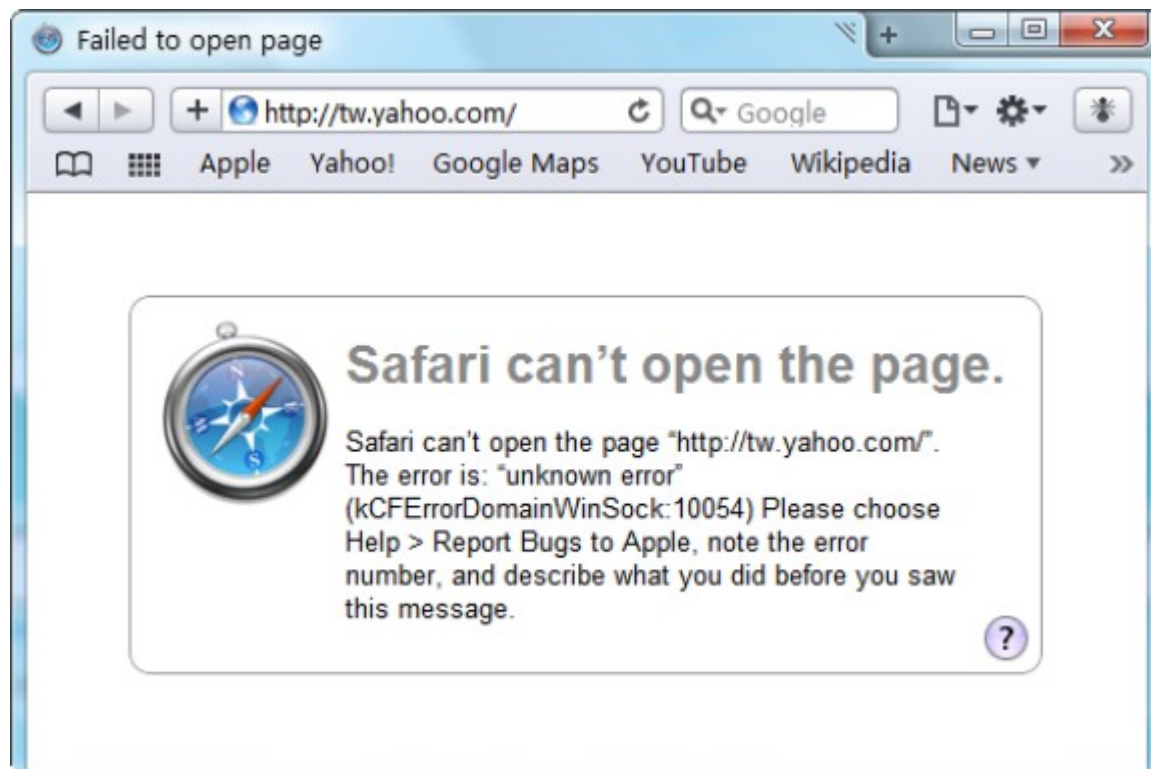 Failed to open page
http://tw.yahoo.com/
Google
Apple Yahoo! Google Maps YouTube Wikipedia News
Safari can’t open the page.
Safari can’t open the page “http://tw.yahoo.com/”.
The error is: “unknown error”
(kCFErrorDomainWinSock:10054) Please choose
Help > Report Bugs to Apple, note the error
number, and describe what you did before you saw
this message.
?